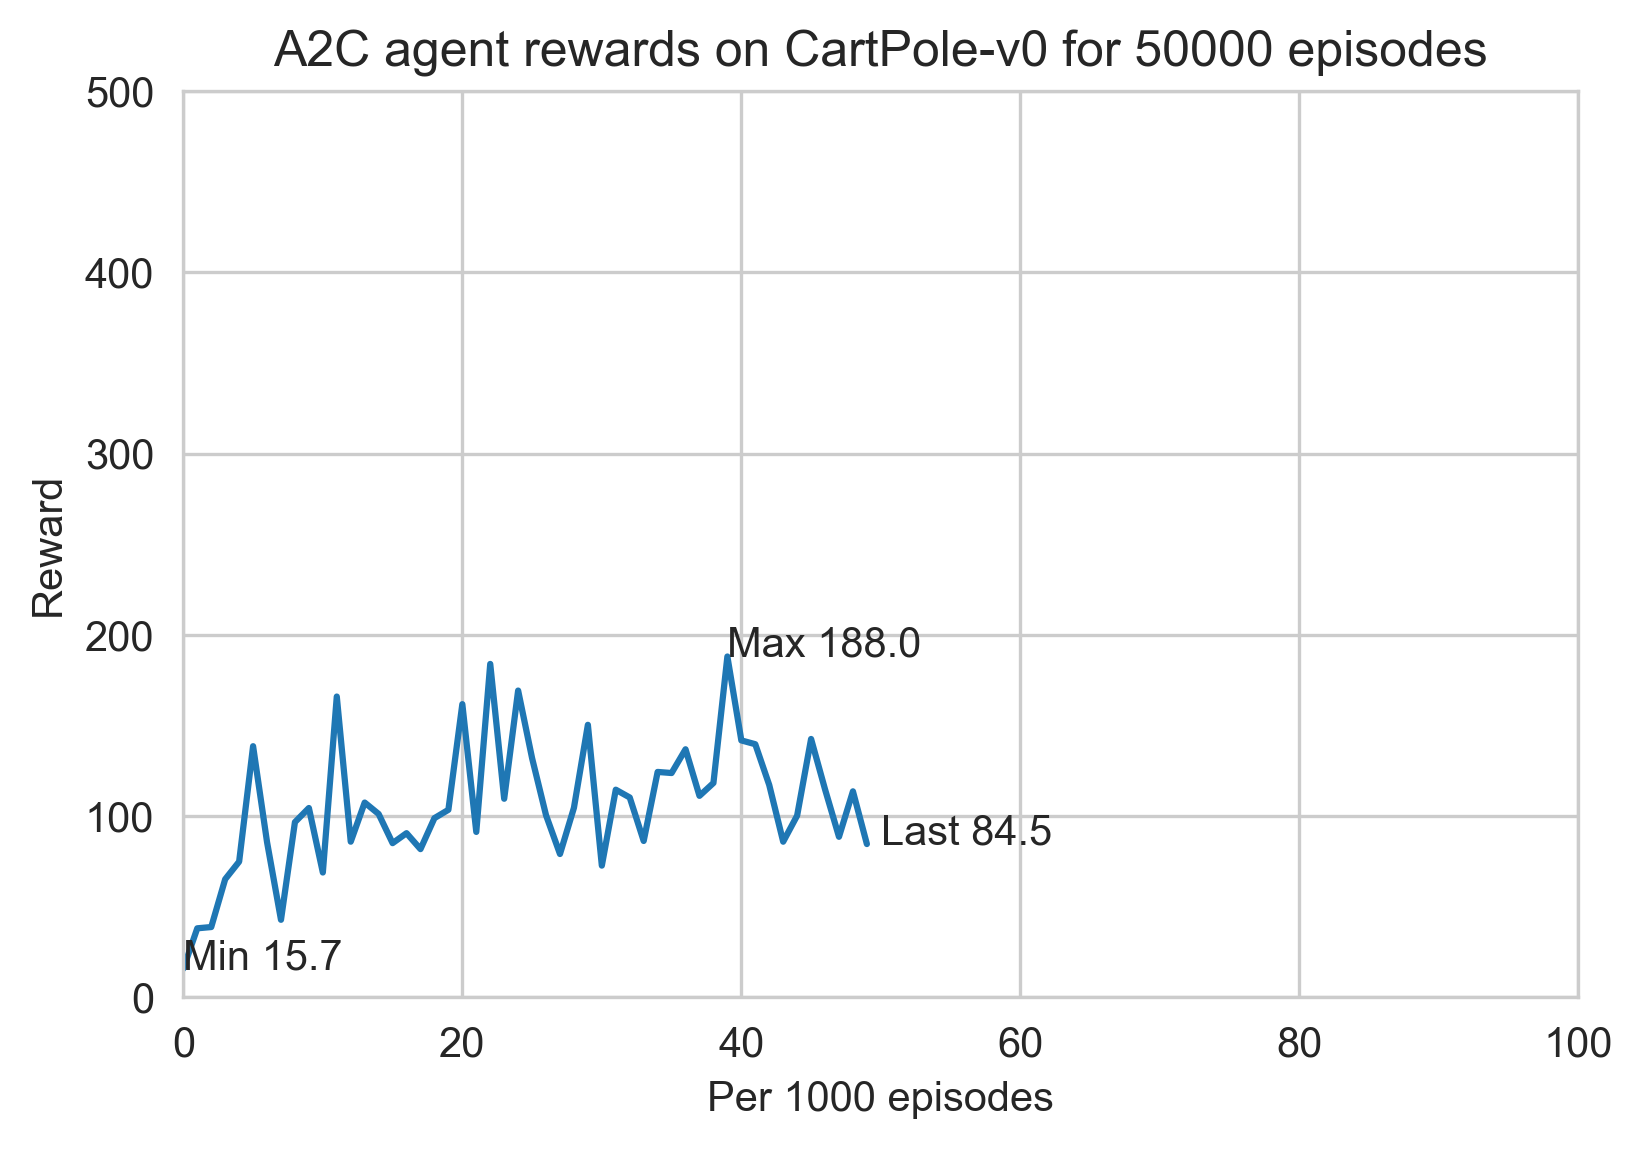 A2C agent rewards on CartPole-v0 for 50000 episodes
500
400
300
200
100
0
Reward
Max 188.0
Last 84.5
Min 15.7
0 20 40 60 80 100
Per 1000 episodes